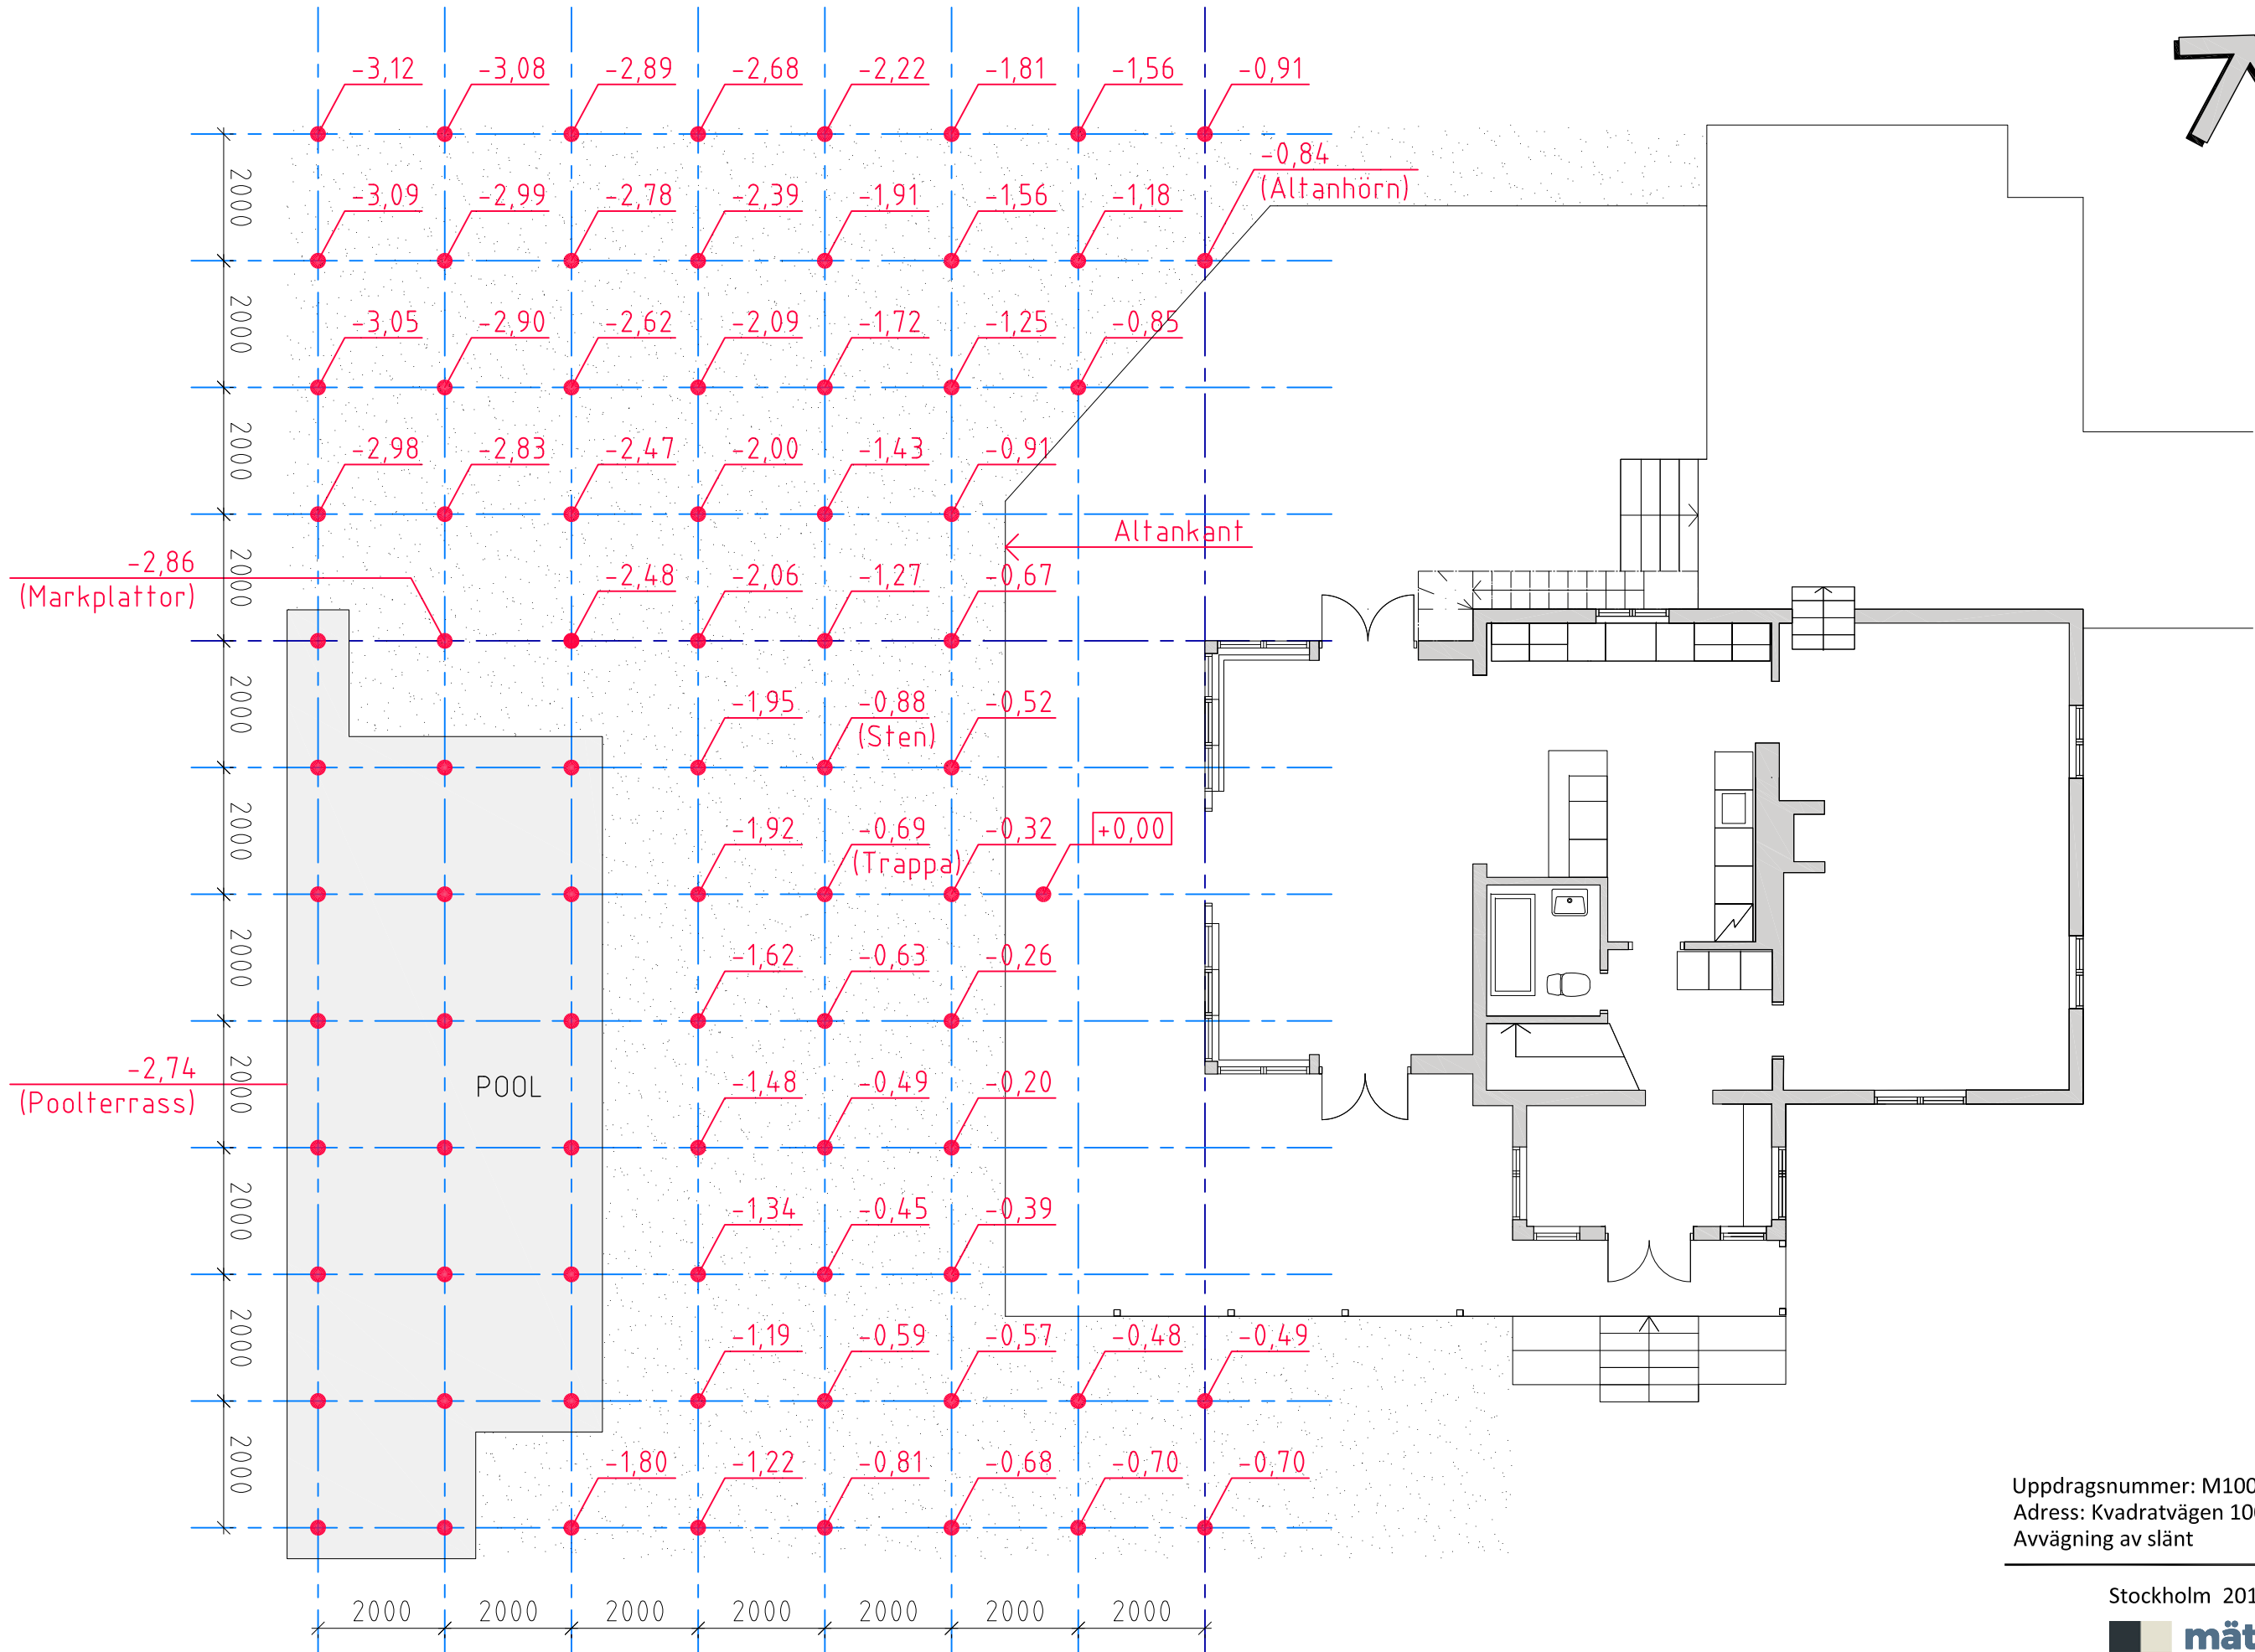 -3,12 -3,08 -2,89 -2,68 -2,22 -1,81 -1,56 -0,91
-0,84
(Altanhörn)
2000
-3,09 -2,99 -2,78 -2,39 -1,91 -1,56 -1,18
2000
-3,05 -2,90 -2,62 -2,09 -1,72 -1,25 -0,85
2000
-2,98 -2,83 -2,47 -2,00 -1,43 -0,91
Altankant
2000
-2,86
(Markplattor)
-2,48 -2,06 -1,27 -0,67
2000
-1,95 -0,88 -0,52
(Sten)
2000
-1,92 -0,69 -0,32 +0,00
(Trappa)
2000
-1,62 -0,63 -0,26
2000
-2,74
(Poolterrass)
POOL
-1,48 -0,49 -0,20
2000
-1,34 -0,45 -0,39
2000
-1,19 -0,59 -0,57 -0,48 -0,49
2000
-1,80 -1,22 -0,81 -0,68 -0,70 -0,70
2000 2000 2000 2000 2000 2000 2000
Uppdragsnummer: M100
Adress: Kvadratvägen 10
Avvägning av slänt
Stockholm 201
mät